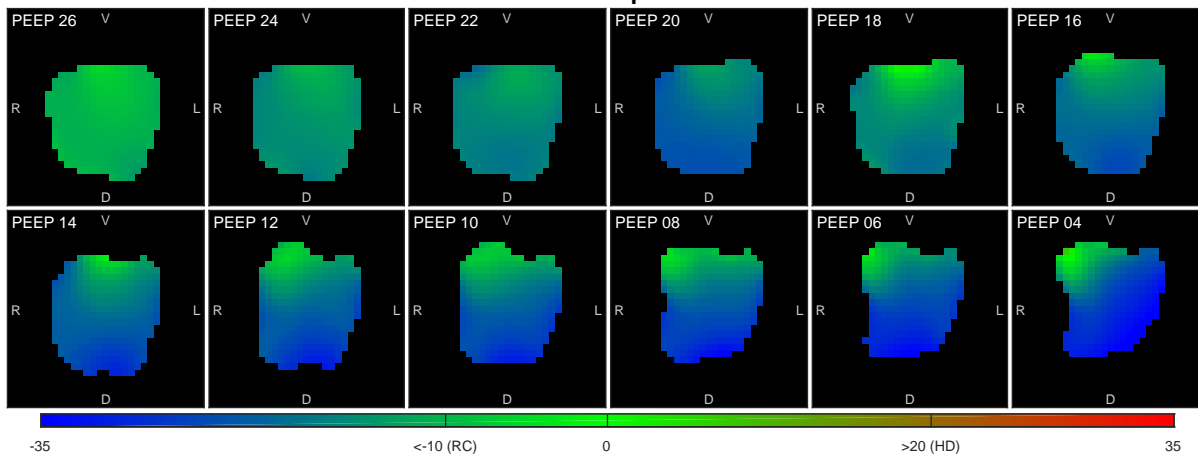 PEEP 26 V PEEP 24 V PEEP 22 V PEEP 20 V PEEP 18 V PEEP 16 V
R L R L R L R L R L R L
D D D D D D
PEEP 14 V PEEP 12 V PEEP 10 V PEEP 08 V PEEP 06 V PEEP 04 V
R L R L R L R L R L R L
D D D D D D
-35 <-10 (RC) 0 >20 (HD) 35